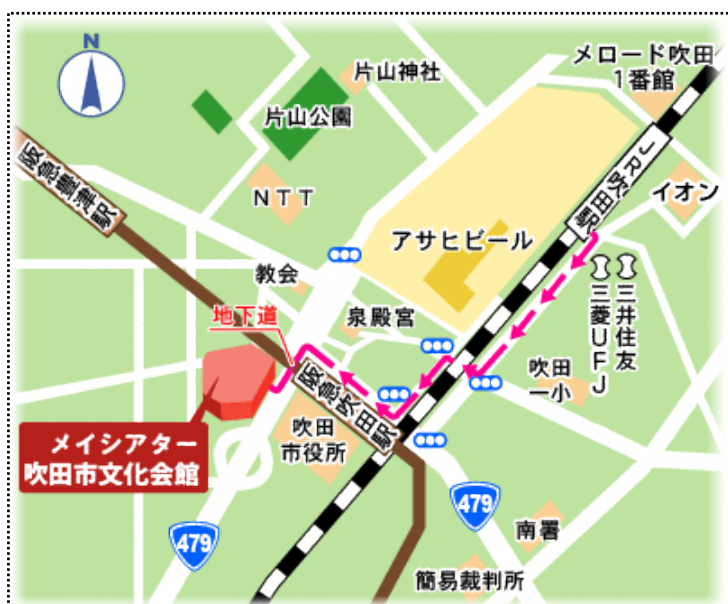 N
メロード吹田
1番館
片山神社
片山公園
JR吹田駅
イオン
阪急豊津駅
NTT
アサヒビール
教会
泉殿宮
地下道
三井住友
三菱UFJ
吹田
一小
阪急吹田駅
吹田
市役所
メイシアター
吹田市文化会館
479
479
南署
簡易裁判所